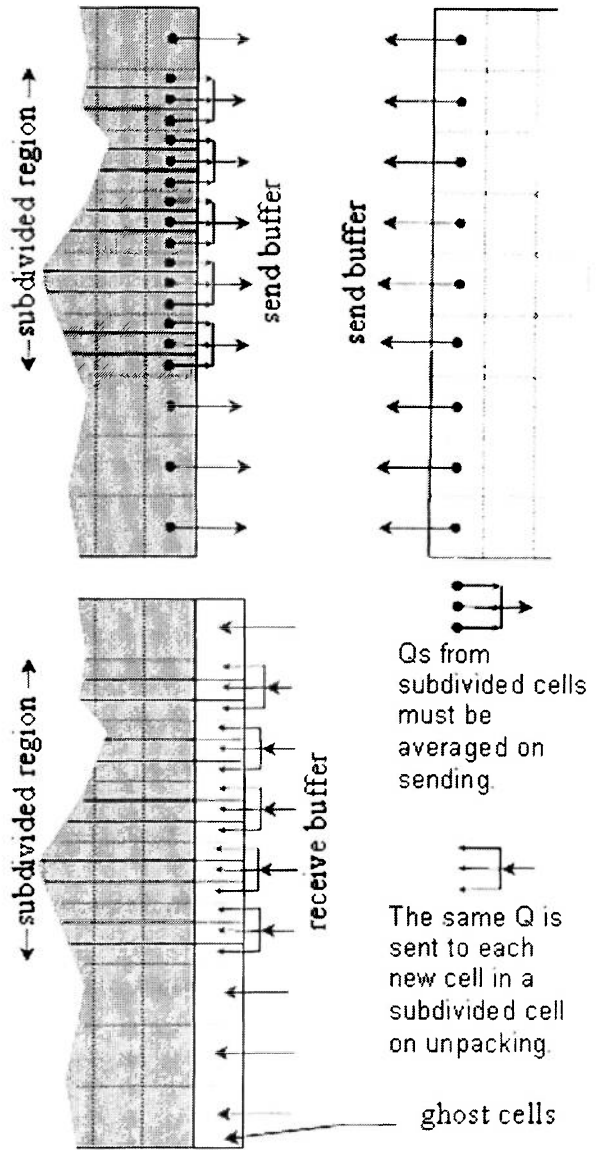 ←subdivided region→
send buffer
send buffer
Qs from
subdivided cells
must be
averaged on
sending.
←subdivided region→
receive buffer
The same Q is
sent to each
new cell in a
subdivided cell
on unpacking.
ghost cells